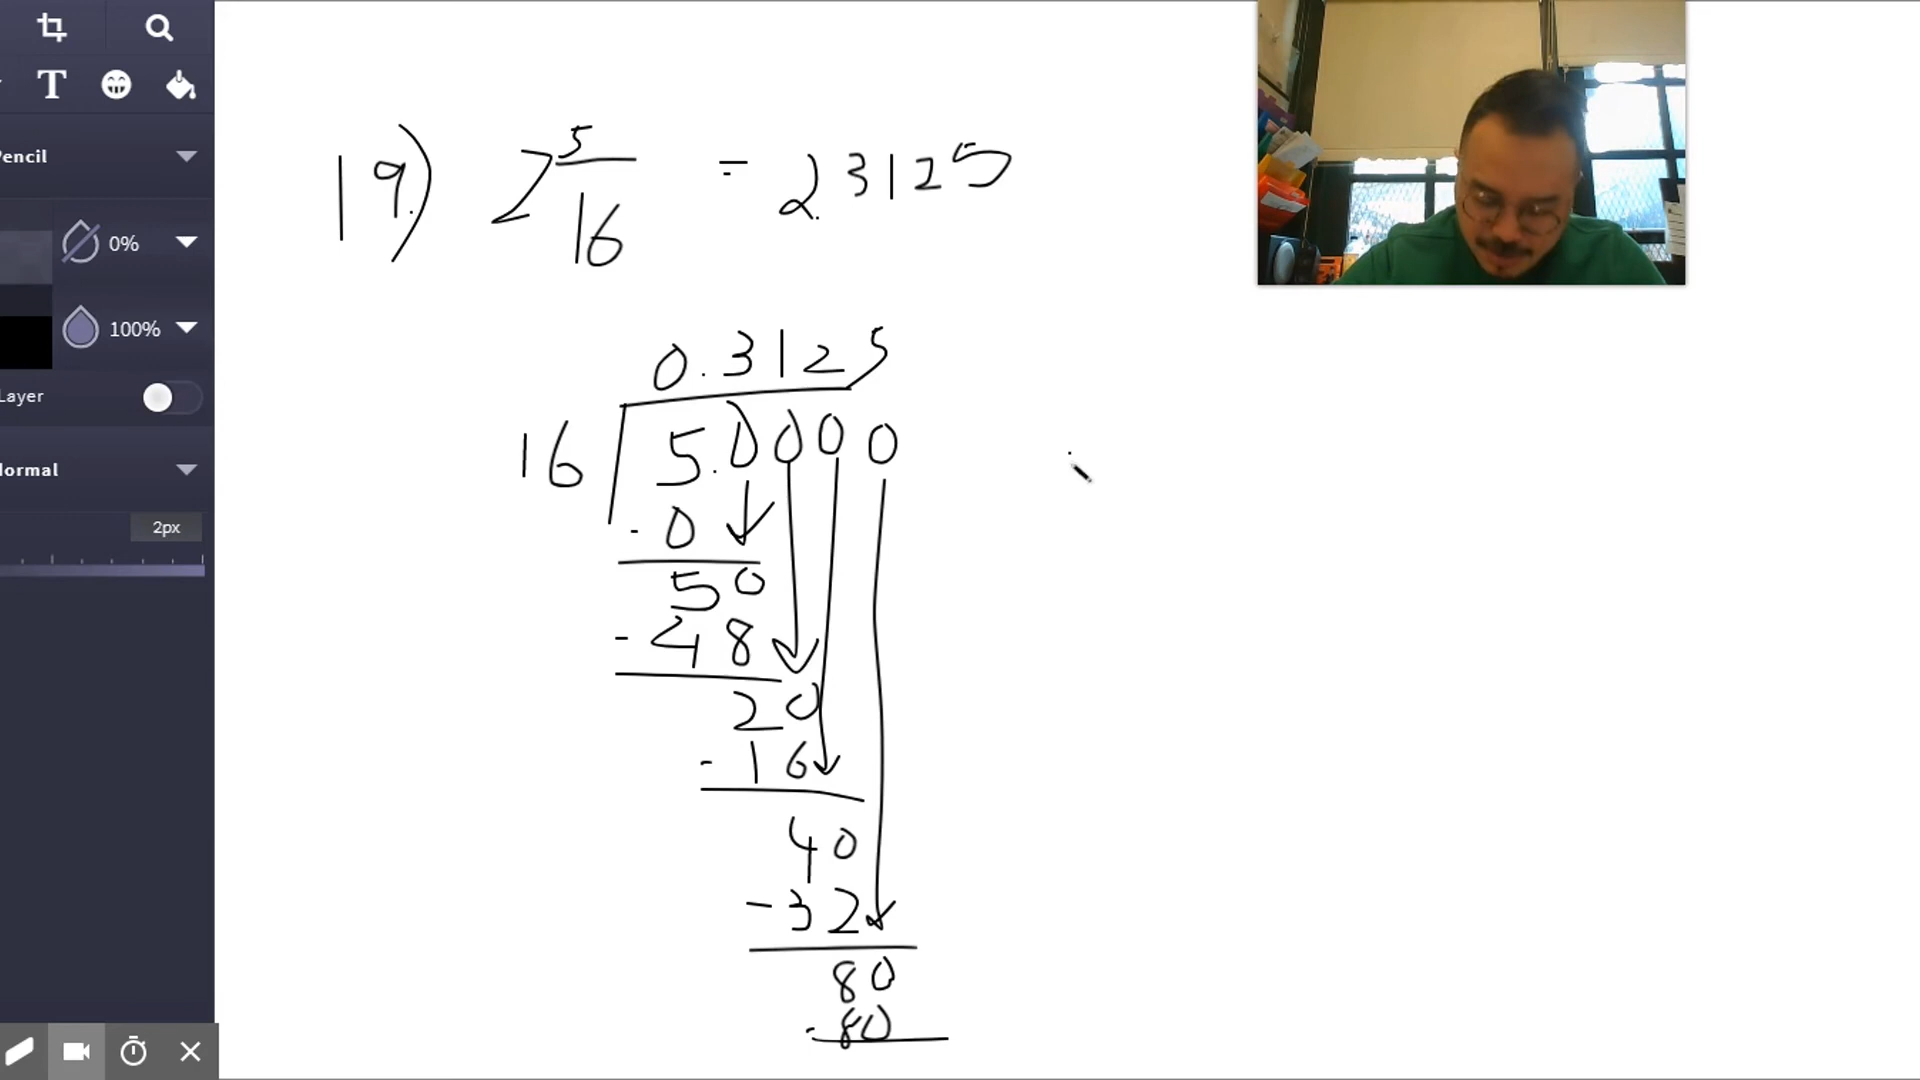 T
Pencil
0%
100%
Layer
Normal
2px
19.) 2 5/16 = 2.3125
0.3125
16 5.0000
- 0
50
- 48
20
- 16
40
- 32
80
- 80